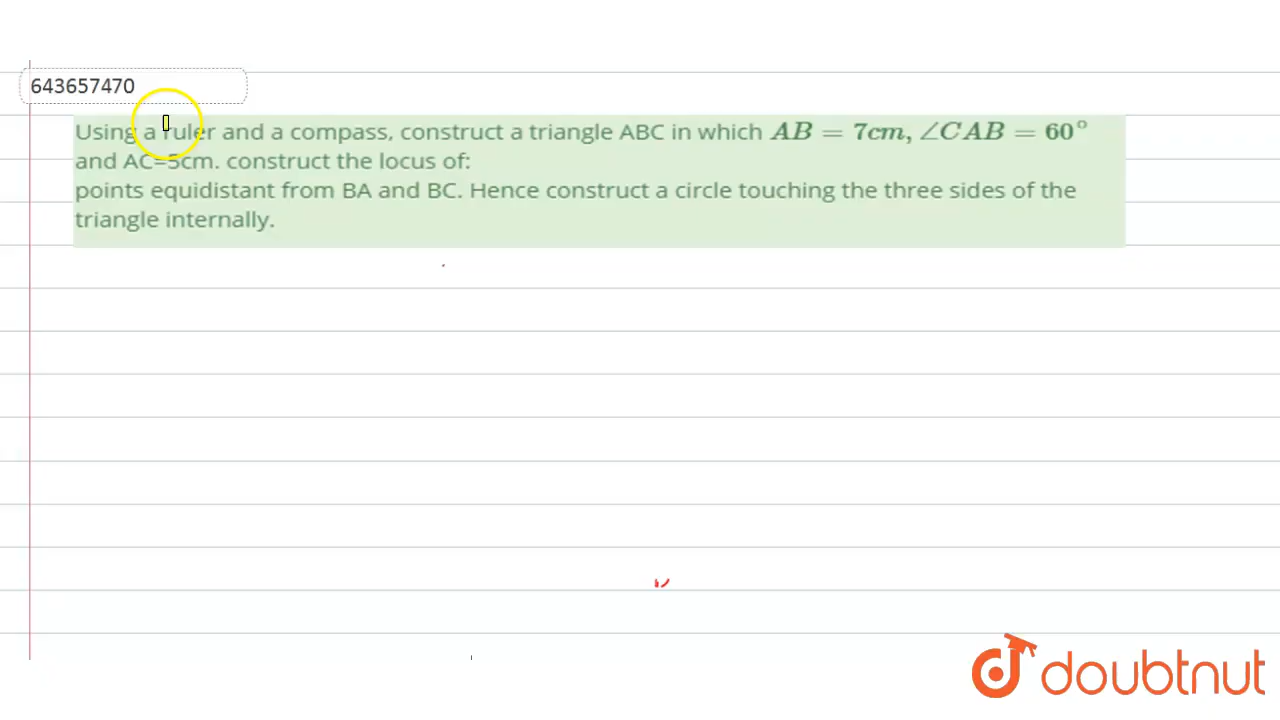 643657470
Using a ruler and a compass, construct a triangle ABC in which AB = 7cm, ∠CAB = 60°
and AC=5cm. construct the locus of:
points equidistant from BA and BC. Hence construct a circle touching the three sides of the
triangle internally.
doubtnut